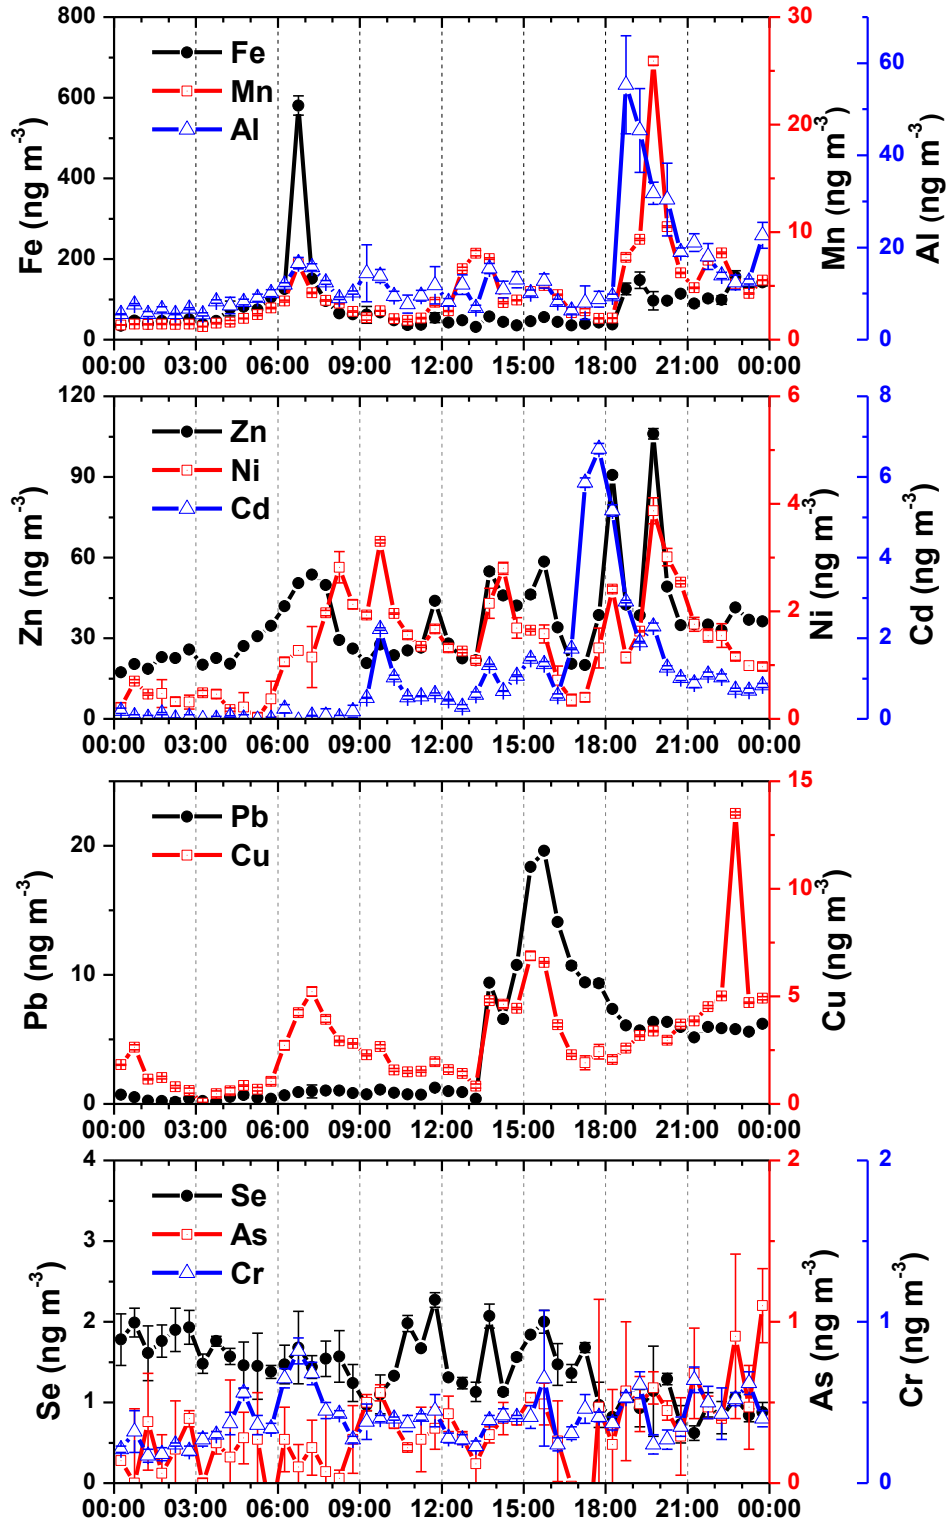 800
600
400
200
0
Fe (ng m⁻³)
Fe
Mn
Al
30
20
10
0
Mn (ng m⁻³)
60
40
20
0
Al (ng m⁻³)
00:00 03:00 06:00 09:00 12:00 15:00 18:00 21:00 00:00
120
90
60
30
0
Zn (ng m⁻³)
Zn
Ni
Cd
6
4
2
0
Ni (ng m⁻³)
8
6
4
2
0
Cd (ng m⁻³)
00:00 03:00 06:00 09:00 12:00 15:00 18:00 21:00 00:00
20
10
0
Pb (ng m⁻³)
Pb
Cu
15
10
5
0
Cu (ng m⁻³)
00:00 03:00 06:00 09:00 12:00 15:00 18:00 21:00 00:00
4
3
2
1
0
Se (ng m⁻³)
Se
As
Cr
2
1
0
As (ng m⁻³)
2
1
0
Cr (ng m⁻³)
00:00 03:00 06:00 09:00 12:00 15:00 18:00 21:00 00:00